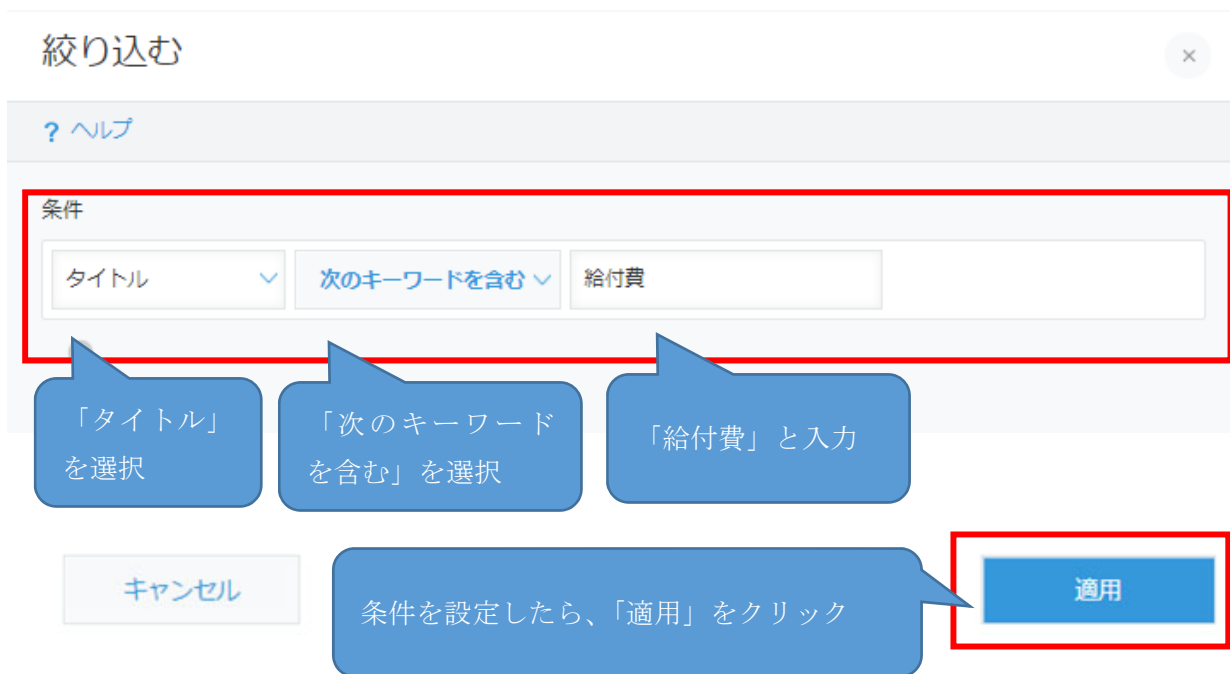 絞り込む
×
? ヘルプ
条件
タイトル 次のキーワードを含む 給付費
「タイトル」
を選択
「次のキーワード
を含む」を選択
「給付費」と入力
キャンセル
条件を設定したら、「適用」をクリック
適用